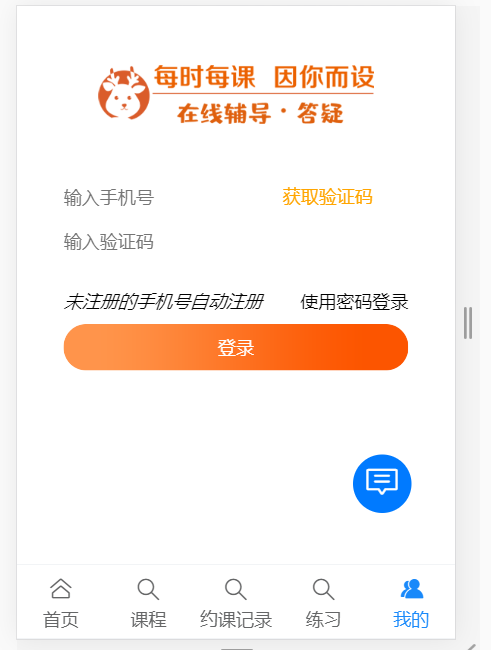 每时每课 因你而设
在线辅导·答疑
输入手机号 获取验证码
输入验证码
未注册的手机号自动注册 使用密码登录
登录
首页 课程 约课记录 练习 我的